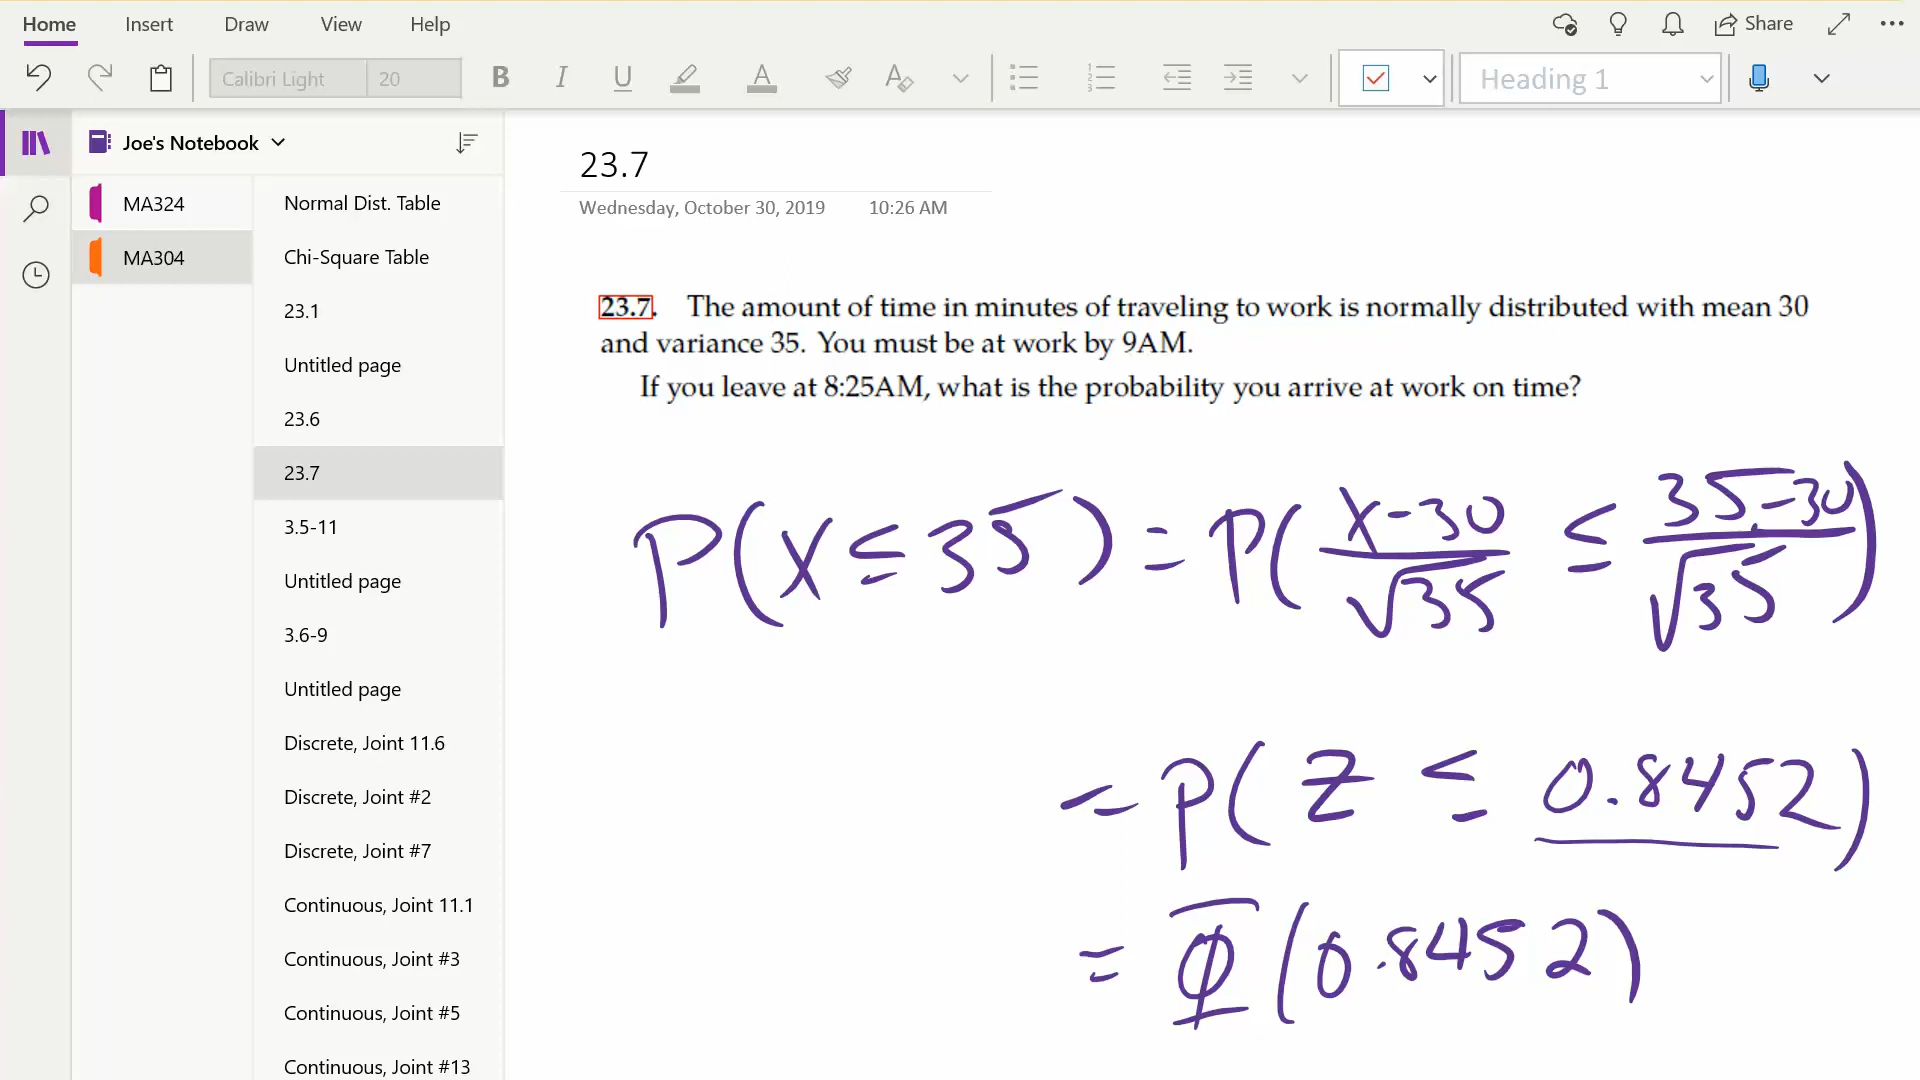 Home Insert Draw View Help Share
Calibri Light 20 B I U A A Heading 1
Joe's Notebook
MA324
MA304
Normal Dist. Table
Chi-Square Table
23.1
Untitled page
23.6
23.7
3.5-11
Untitled page
3.6-9
Untitled page
Discrete, Joint 11.6
Discrete, Joint #2
Discrete, Joint #7
Continuous, Joint 11.1
Continuous, Joint #3
Continuous, Joint #5
Continuous, Joint #13
23.7
Wednesday, October 30, 2019 10:26 AM
23.7. The amount of time in minutes of traveling to work is normally distributed with mean 30
and variance 35. You must be at work by 9AM.
If you leave at 8:25AM, what is the probability you arrive at work on time?
P(X ≤ 35) = P( (X-30)/√35 ≤ (35-30)/√35 )
= P( Z ≤ 0.8452 )
= Φ(0.8452)